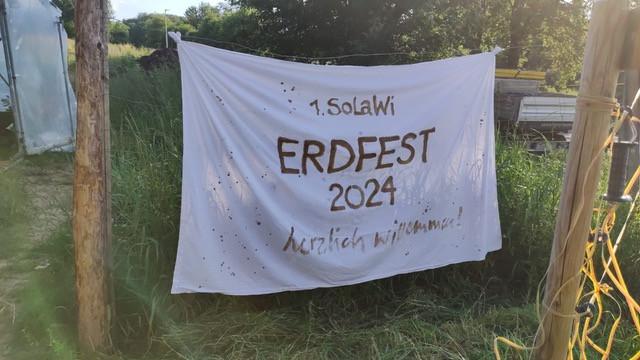 1. SoLaWi
ERDFEST
2024
herzlich willkommen!